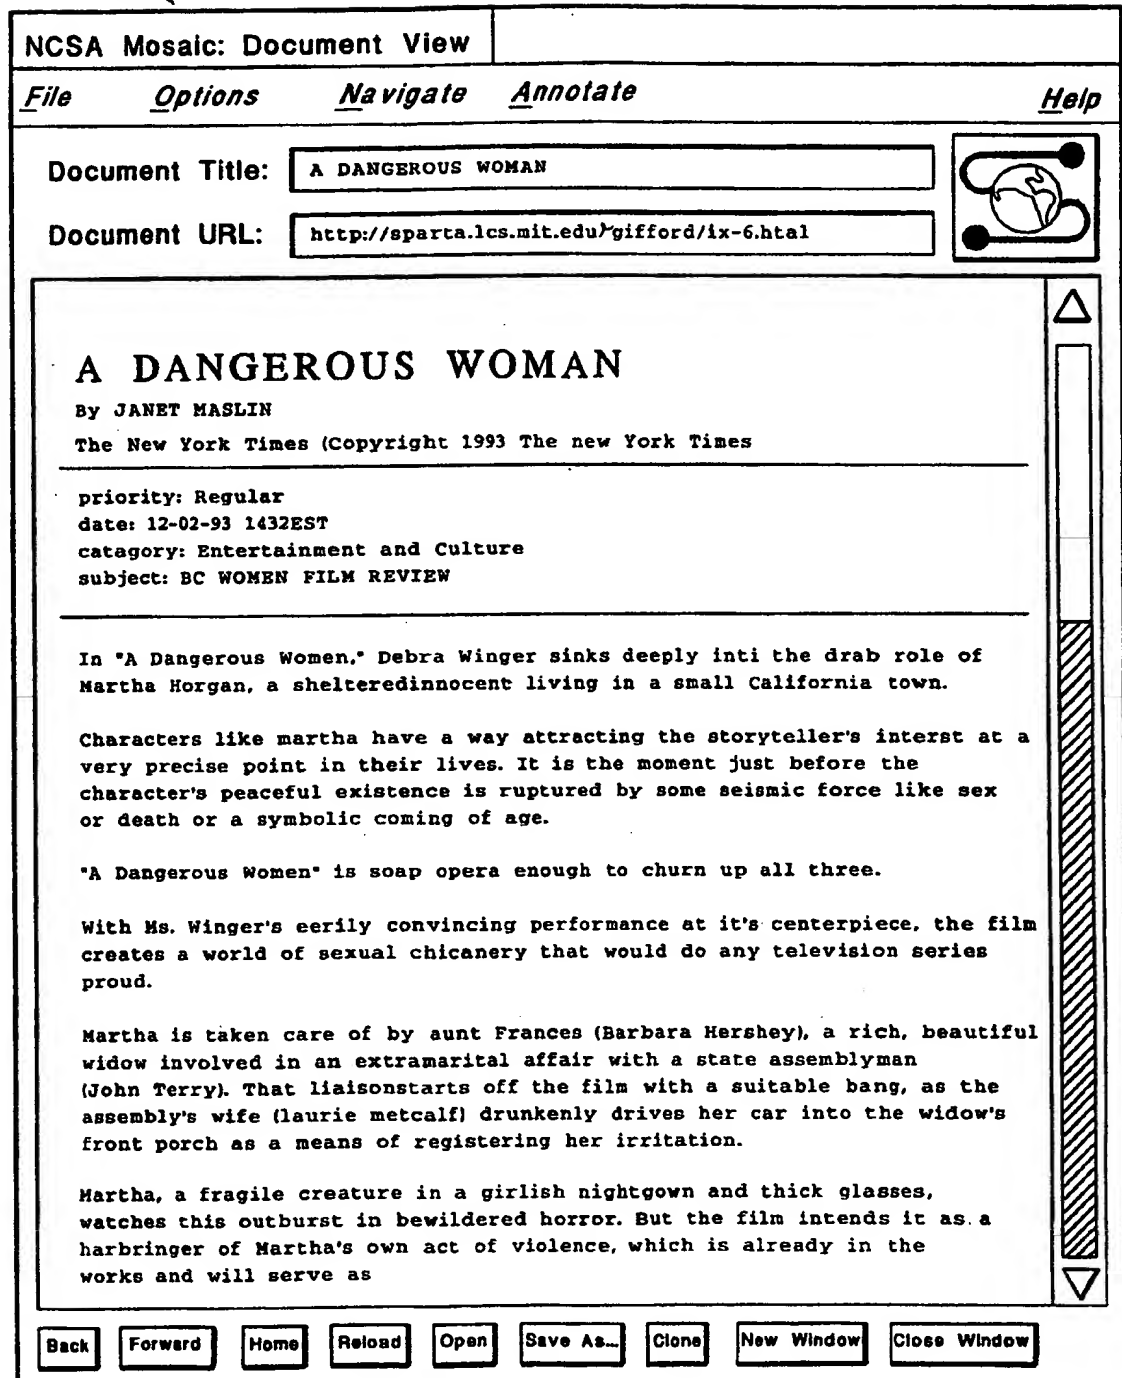 NCSA Mosaic: Document View
File Options Navigate Annotate Help
Document Title: A DANGEROUS WOMAN
Document URL: http://sparta.lcs.mit.edu/~gifford/ix-6.htal
A DANGEROUS WOMAN
By JANET MASLIN
The New York Times (Copyright 1993 The new York Times
priority: Regular
date: 12-02-93 1432EST
catagory: Entertainment and Culture
subject: BC WOMEN FILM REVIEW
In "A Dangerous Women," Debra Winger sinks deeply inti the drab role of
Martha Horgan, a shelteredinnocent living in a small California town.
Characters like martha have a way attracting the storyteller's interst at a
very precise point in their lives. It is the moment just before the
character's peaceful existence is ruptured by some seismic force like sex
or death or a symbolic coming of age.
"A Dangerous Women" is soap opera enough to churn up all three.
With Ms. Winger's eerily convincing performance at it's centerpiece, the film
creates a world of sexual chicanery that would do any television series
proud.
Martha is taken care of by aunt Frances (Barbara Hershey), a rich, beautiful
widow involved in an extramarital affair with a state assemblyman
(John Terry). That liaisonstarts off the film with a suitable bang, as the
assembly's wife (laurie metcalf) drunkenly drives her car into the widow's
front porch as a means of registering her irritation.
Martha, a fragile creature in a girlish nightgown and thick glasses,
watches this outburst in bewildered horror. But the film intends it as a
harbringer of Martha's own act of violence, which is already in the
works and will serve as
Back Forward Home Reload Open Save As... Clone New Window Close Window